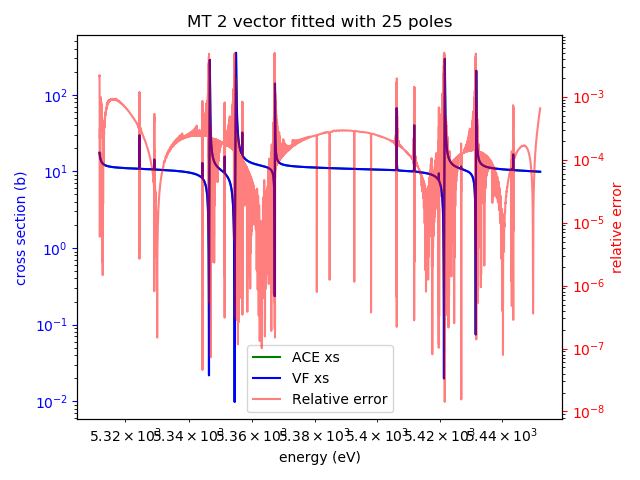 MT 2 vector fitted with 25 poles
cross section (b)
10²
10¹
10⁰
10⁻¹
10⁻²
relative error
10⁻³
10⁻⁴
10⁻⁵
10⁻⁶
10⁻⁷
10⁻⁸
ACE xs
VF xs
Relative error
5.32 × 10³ 5.34 × 10³ 5.36 × 10³ 5.38 × 10³ 5.4 × 10³ 5.42 × 10³ 5.44 × 10³
energy (eV)